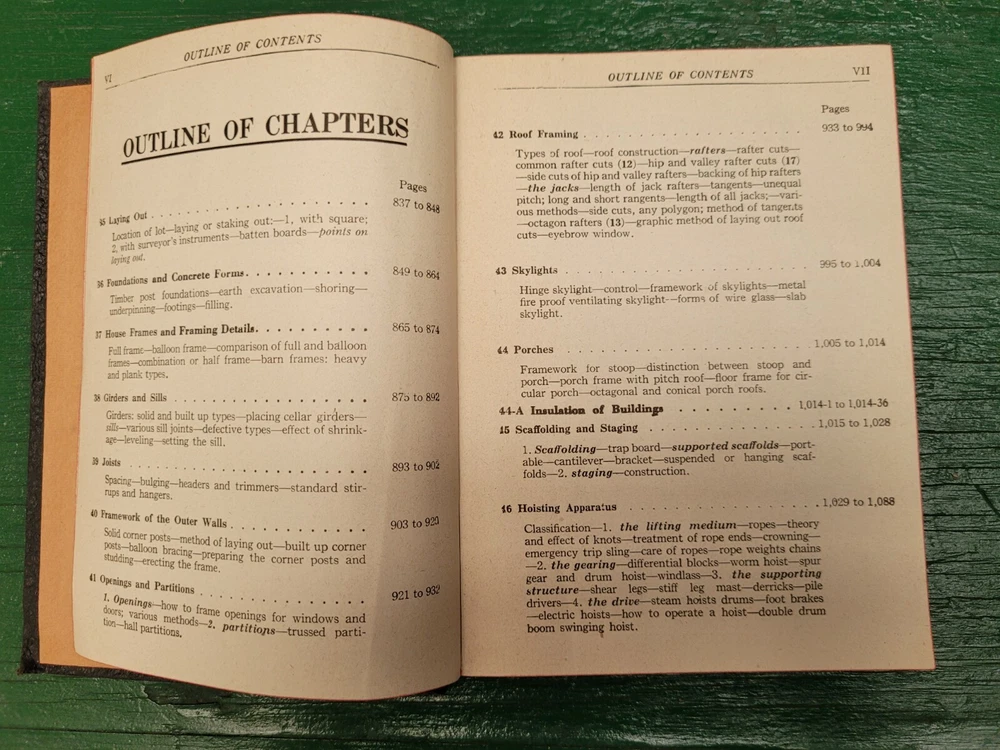 VI
OUTLINE OF CONTENTS
OUTLINE OF CHAPTERS
Pages
35 Laying Out . . . . . . . . . . . . . . . . 837 to 848
Location of lot—laying or staking out:—1, with square;
2, with surveyor's instruments—batten boards—points on
laying out.
36 Foundations and Concrete Forms. . . . . . . . . 849 to 864
Timber post foundations—earth excavation—shoring—
underpinning—footings—filling.
37 House Frames and Framing Details. . . . . . . . 865 to 874
Full frame—balloon frame—comparison of full and balloon
frames—combination or half frame—barn frames: heavy
and plank types.
38 Girders and Sills . . . . . . . . . . . . . . . 875 to 892
Girders: solid and built up types—placing cellar girders—
sills—various sill joints—defective types—effect of shrink-
age—leveling—setting the sill.
39 Joists . . . . . . . . . . . . . . . . . . 893 to 902
Spacing—bulging—headers and trimmers—standard stir-
rups and hangers.
40 Framework of the Outer Walls . . . . . . . . . . 903 to 920
Solid corner posts—method of laying out—built up corner
posts—balloon bracing—preparing the corner posts and
studding—erecting the frame.
41 Openings and Partitions . . . . . . . . . . . . 921 to 932
1. Openings—how to frame openings for windows and
doors; various methods—2. partitions—trussed parti-
tion—hall partitions.
OUTLINE OF CONTENTS
VII
Pages
42 Roof Framing . . . . . . . . . . . . . . . . 933 to 994
Types of roof—roof construction—rafters—rafter cuts—
common rafter cuts (12)—hip and valley rafter cuts (17)
—side cuts of hip and valley rafters—backing of hip rafters
—the jacks—length of jack rafters—tangents—unequal
pitch; long and short rangents—length of all jacks;—vari-
ous methods—side cuts, any polygon; method of tangents
—octagon rafters (13)—graphic method of laying out roof
cuts—eyebrow window.
43 Skylights . . . . . . . . . . . . . . . . . 995 to 1,004
Hinge skylight—control—framework of skylights—metal
fire proof ventilating skylight—forms of wire glass—slab
skylight.
44 Porches . . . . . . . . . . . . . . . . . 1,005 to 1,014
Framework for stoop—distinction between stoop and
porch—porch frame with pitch roof—floor frame for cir-
cular porch—octagonal and conical porch roofs.
44-A Insulation of Buildings . . . . . . . . 1,014-1 to 1,014-36
45 Scaffolding and Staging . . . . . . . . . . . 1,015 to 1,028
1. Scaffolding—trap board—supported scaffolds—port-
able—cantilever—bracket—suspended or hanging scaf-
folds—2. staging—construction.
46 Hoisting Apparatus . . . . . . . . . . . . . 1,029 to 1,088
Classification—1. the lifting medium—ropes—theory
and effect of knots—treatment of rope ends—crowning—
emergency trip sling—care of ropes—rope weights chains
—2. the gearing—differential blocks—worm hoist—spur
gear and drum hoist—windlass—3. the supporting
structure—shear legs—stiff leg mast—derricks—pile
drivers—4. the drive—steam hoists drums—foot brakes
—electric hoists—how to operate a hoist—double drum
boom swinging hoist.